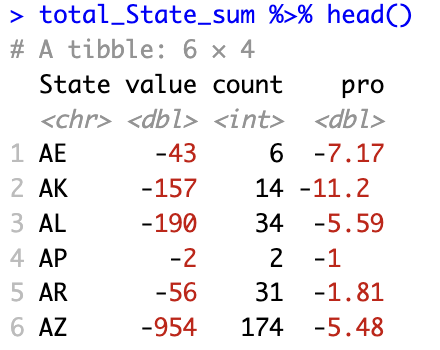 > total_State_sum %>% head()
# A tibble: 6 × 4
  State value count    pro
  <chr> <dbl> <int>  <dbl>
1 AE      -43     6  -7.17
2 AK     -157    14 -11.2
3 AL     -190    34  -5.59
4 AP       -2     2  -1
5 AR      -56    31  -1.81
6 AZ     -954   174  -5.48